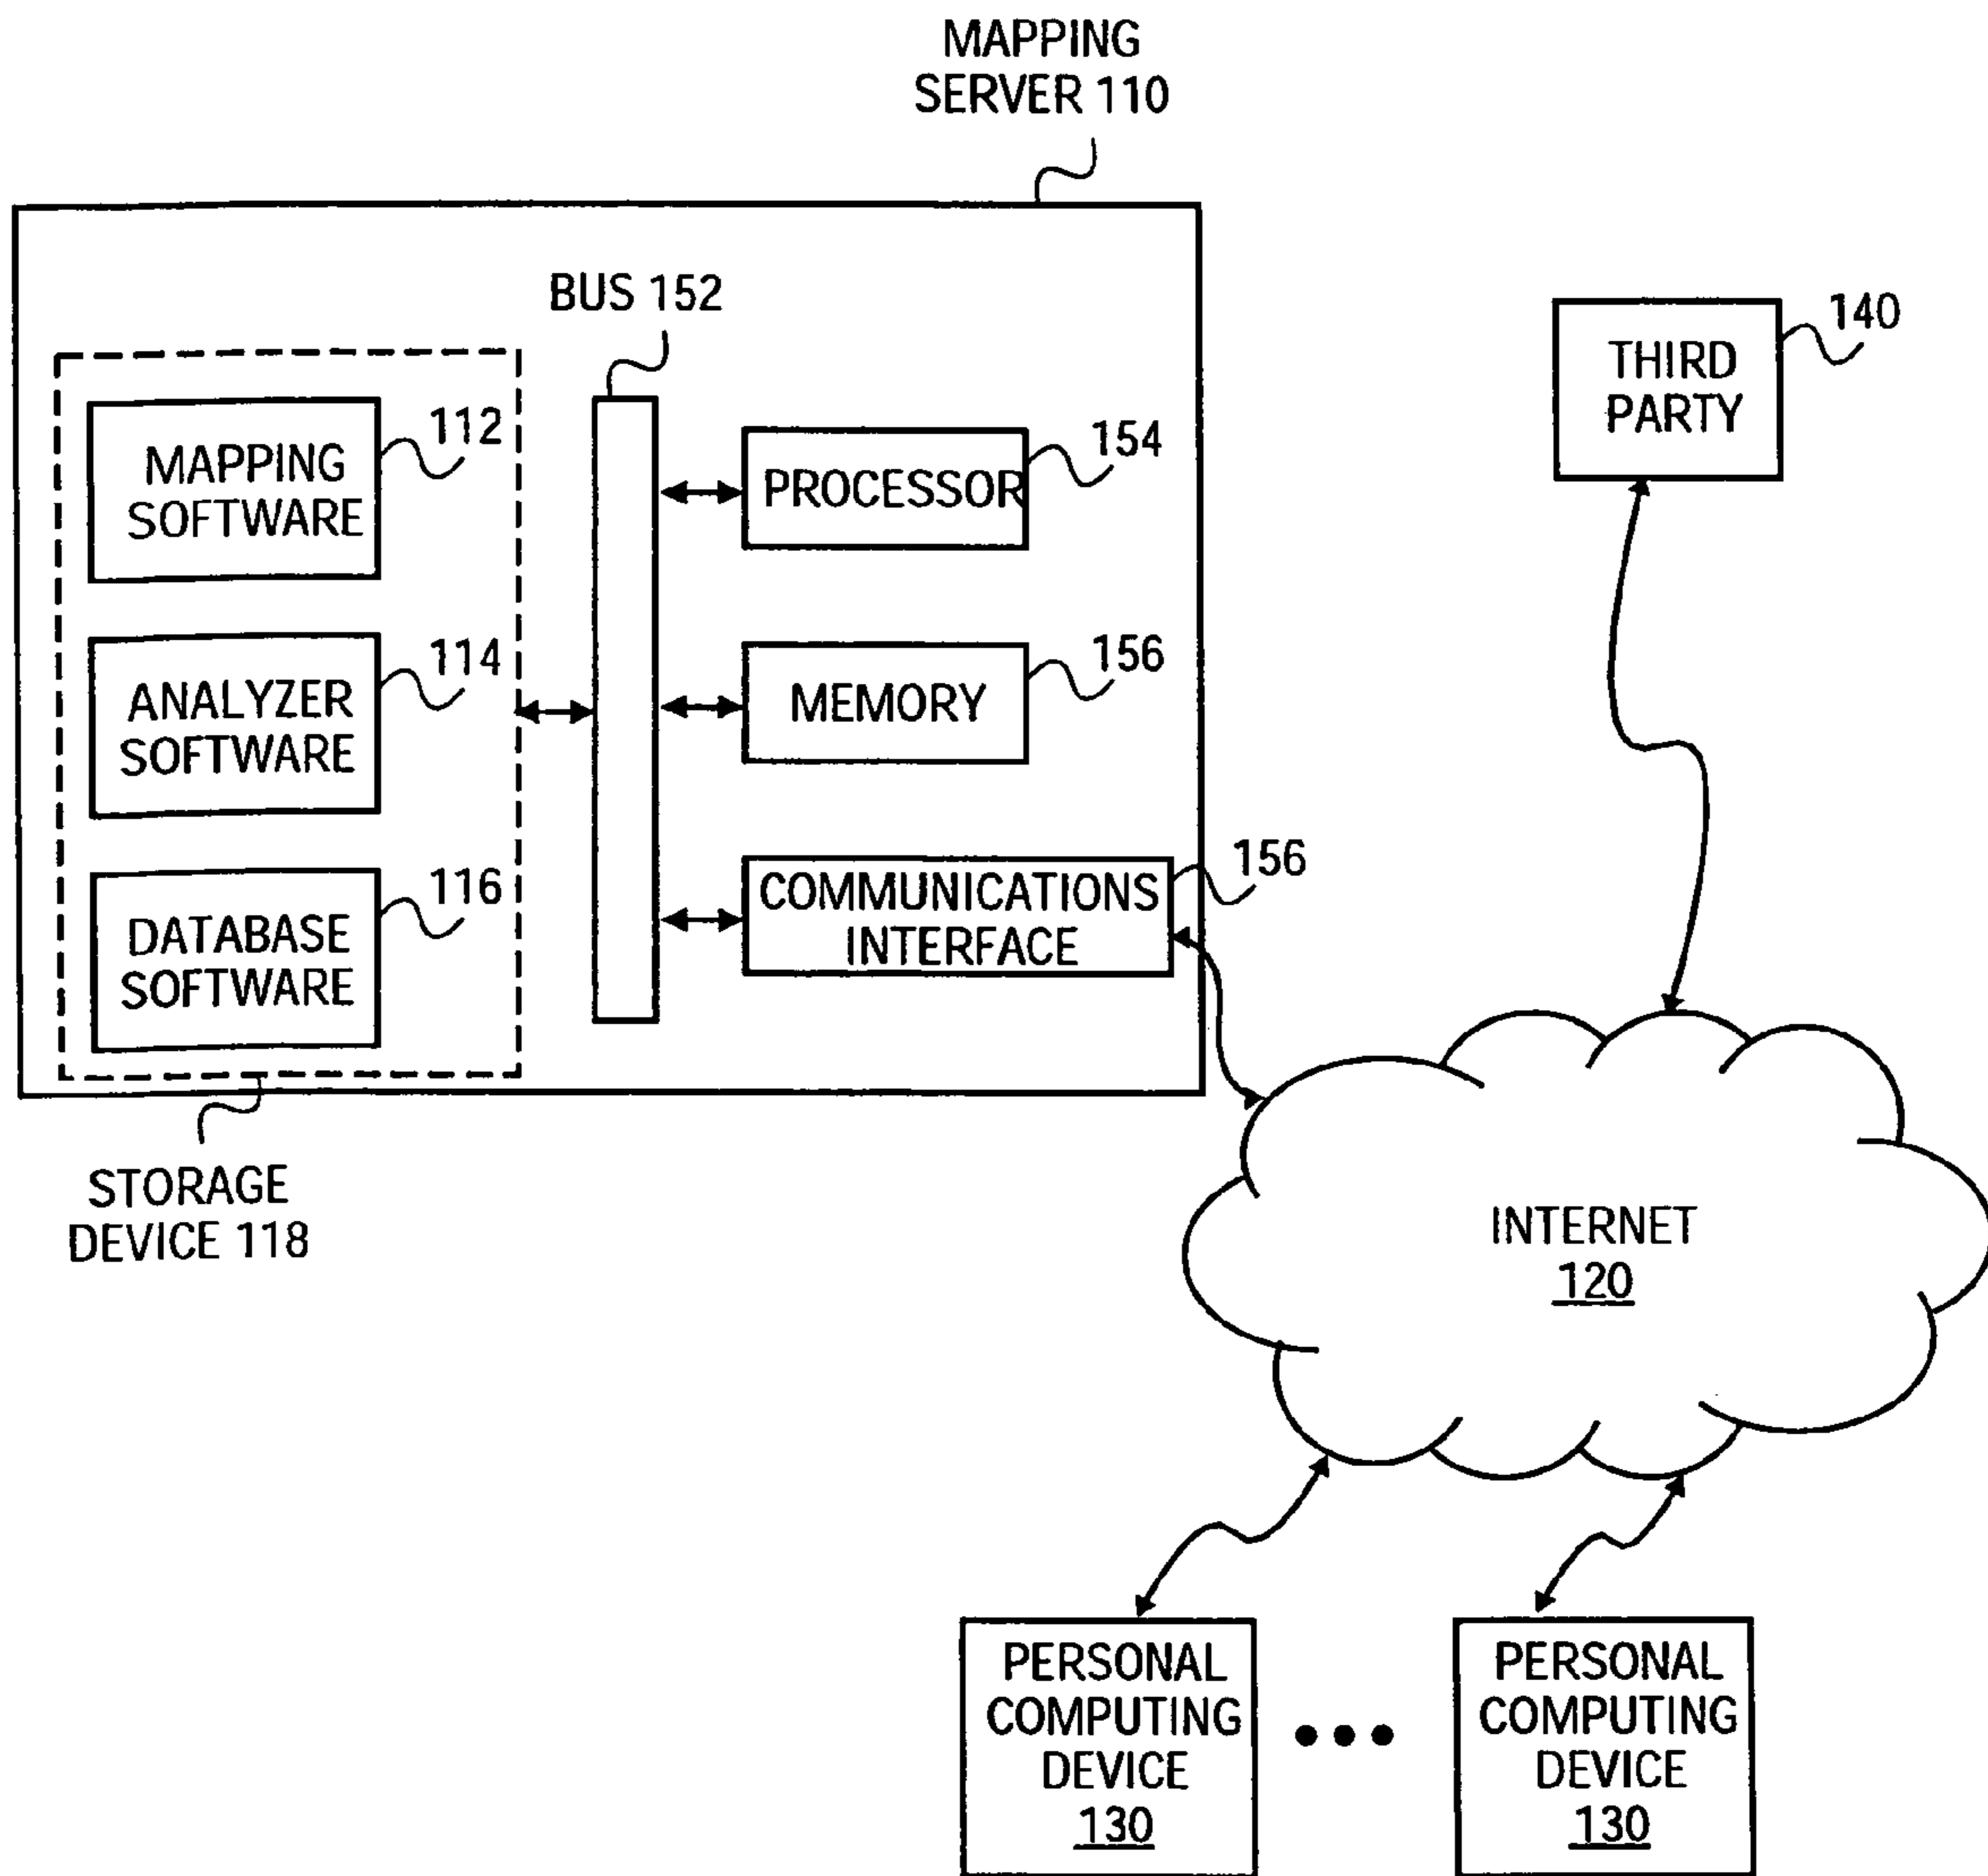 MAPPING
SERVER 110
BUS 152
140
THIRD
PARTY
112
MAPPING
SOFTWARE
154
PROCESSOR
114
ANALYZER
SOFTWARE
156
MEMORY
116
DATABASE
SOFTWARE
156
COMMUNICATIONS
INTERFACE
STORAGE
DEVICE 118
INTERNET
120
PERSONAL
COMPUTING
DEVICE
130
PERSONAL
COMPUTING
DEVICE
130